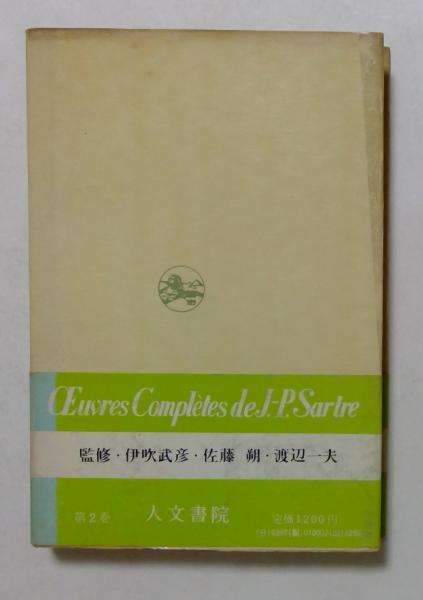 Œuvres Complètes de J.-P. Sartre
監修・伊吹武彦・佐藤 朔・渡辺一夫
第2巻 人文書院 定価1200円